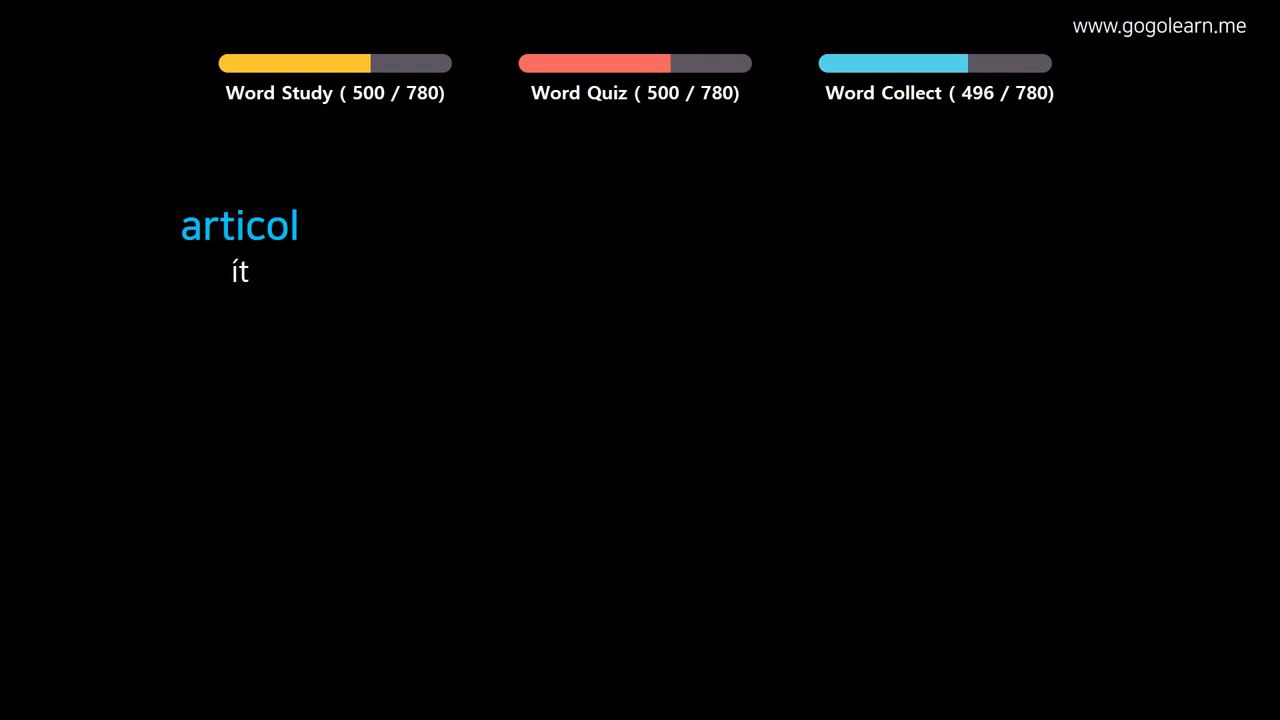 www.gogolearn.me
Word Study ( 500 / 780)
Word Quiz ( 500 / 780)
Word Collect ( 496 / 780)
articol
ít